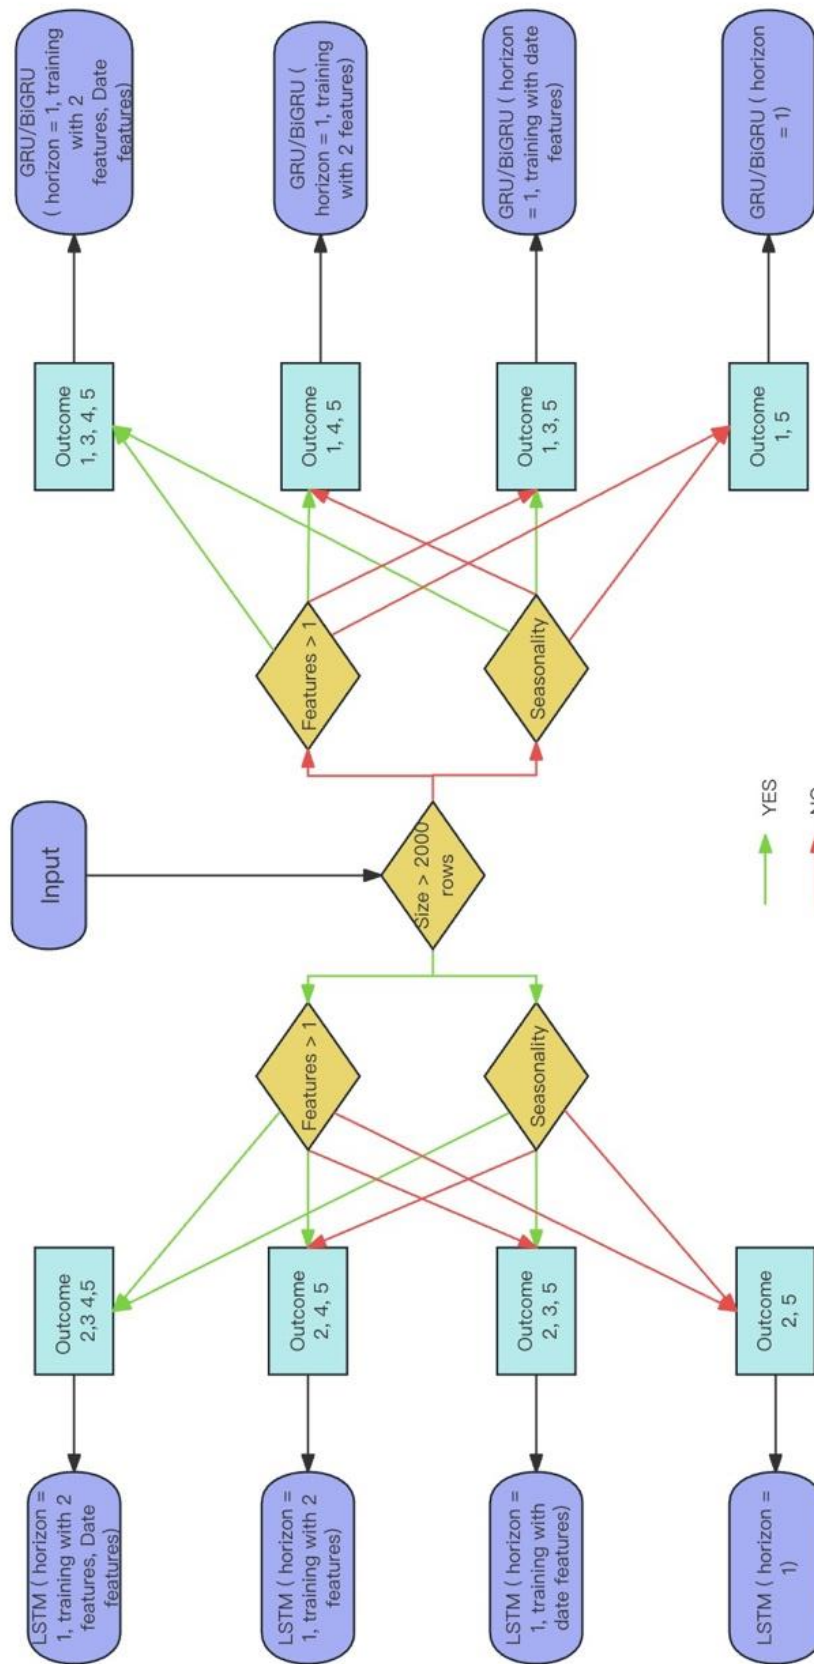 LSTM ( horizon =
1, training with 2
features, Date
features)
Outcome
2,3 4,5
Input
Outcome
1, 3, 4, 5
GRU/BiGRU
( horizon = 1, training
with 2
features, Date
features)
LSTM ( horizon =
1, training with 2
features)
Outcome
2, 4, 5
Features > 1
Features > 1
Outcome
1, 4, 5
GRU/BiGRU (
horizon = 1, training
with 2 features)
Size > 2000
rows
LSTM ( horizon =
1, training with
date features)
Outcome
2, 3, 5
Seasonality
Seasonality
Outcome
1, 3, 5
GRU/BiGRU ( horizon
= 1, training with date
features)
LSTM ( horizon =
1)
Outcome
2, 5
YES
Outcome
1, 5
GRU/BiGRU ( horizon
= 1)